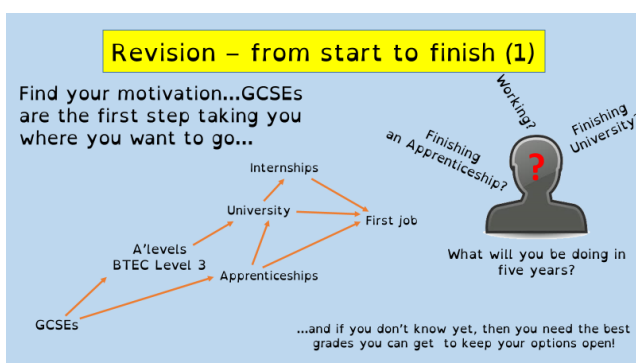 Revision – from start to finish (1)
Find your motivation...GCSEs
are the first step taking you
where you want to go...
Working?
Finishing
University?
Finishing
an Apprenticeship?
?
Internships
University
First job
A'levels
BTEC Level 3
Apprenticeships
GCSEs
What will you be doing in
five years?
...and if you don't know yet, then you need the best
grades you can get to keep your options open!